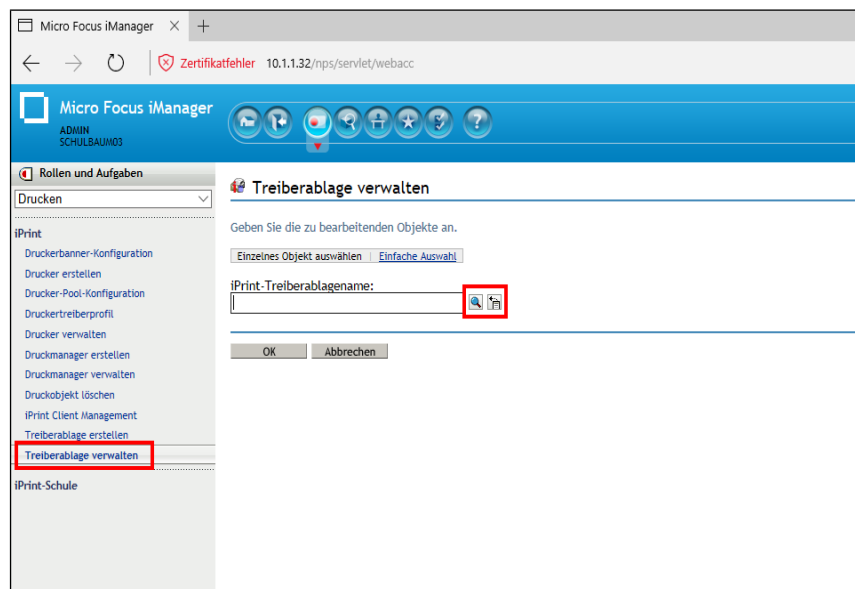 Micro Focus iManager
Zertifikatfehler 10.1.1.32/nps/servlet/webacc
Micro Focus iManager
ADMIN
SCHULBAUM03
Rollen und Aufgaben
Drucken
iPrint
Druckerbanner-Konfiguration
Drucker erstellen
Drucker-Pool-Konfiguration
Druckertreiberprofil
Drucker verwalten
Druckmanager erstellen
Druckmanager verwalten
Druckobjekt löschen
iPrint Client Management
Treiberablage erstellen
Treiberablage verwalten
iPrint-Schule
Treiberablage verwalten
Geben Sie die zu bearbeitenden Objekte an.
Einzelnes Objekt auswählen | Einfache Auswahl
iPrint-Treiberablagename:
OK Abbrechen